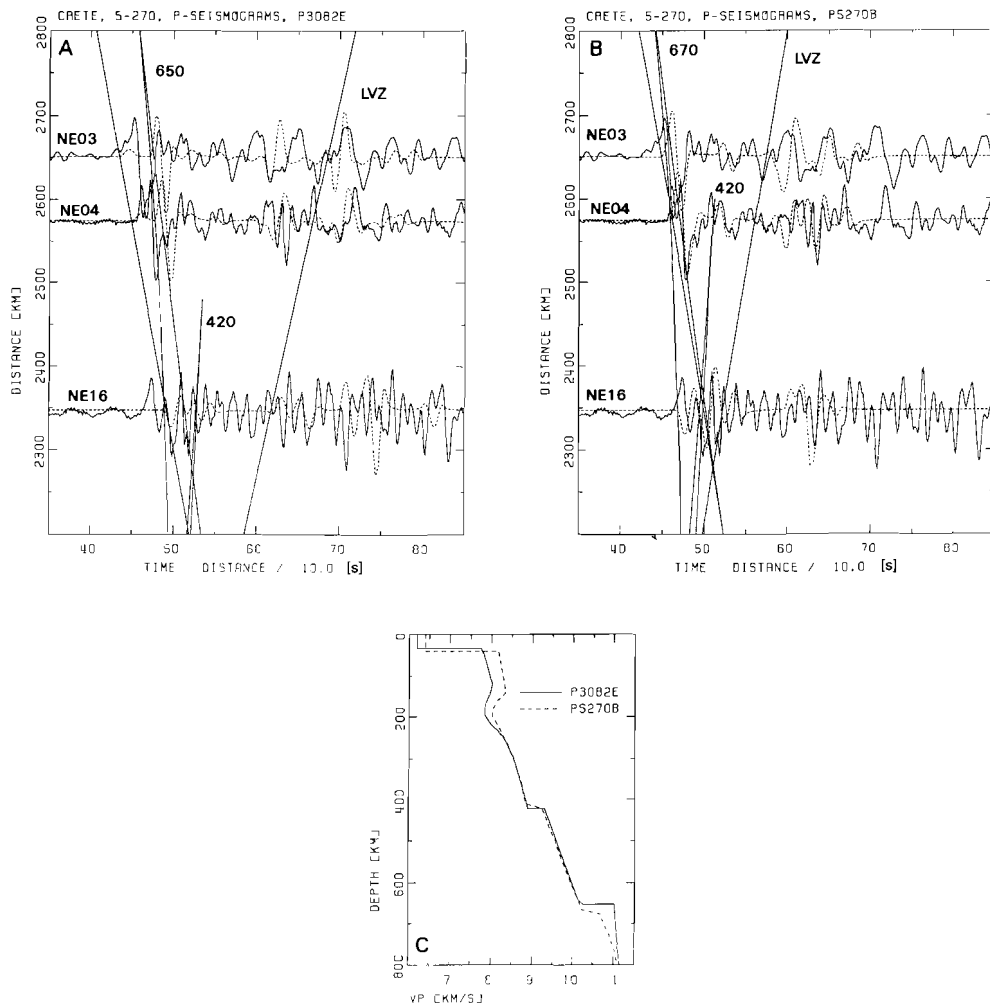 CRETE, 5-270, P-SEISMOGRAMS, P3082E
A
650
LVZ
NE03
NE04
420
NE16
2800
2700
2600
2500
2400
2300
DISTANCE [KM]
40 50 60 70 80
TIME DISTANCE / 10.0 [s]
CRETE, 5-270, P-SEISMOGRAMS, PS270B
B
670
LVZ
NE03
420
NE04
NE16
2800
2700
2600
2500
2400
2300
DISTANCE [KM]
40 50 60 70 80
TIME DISTANCE / 10.0 [s]
0
200
400
600
800
DEPTH [KM]
P3082E
PS270B
C
7 8 9 10 1
VP [KM/S]